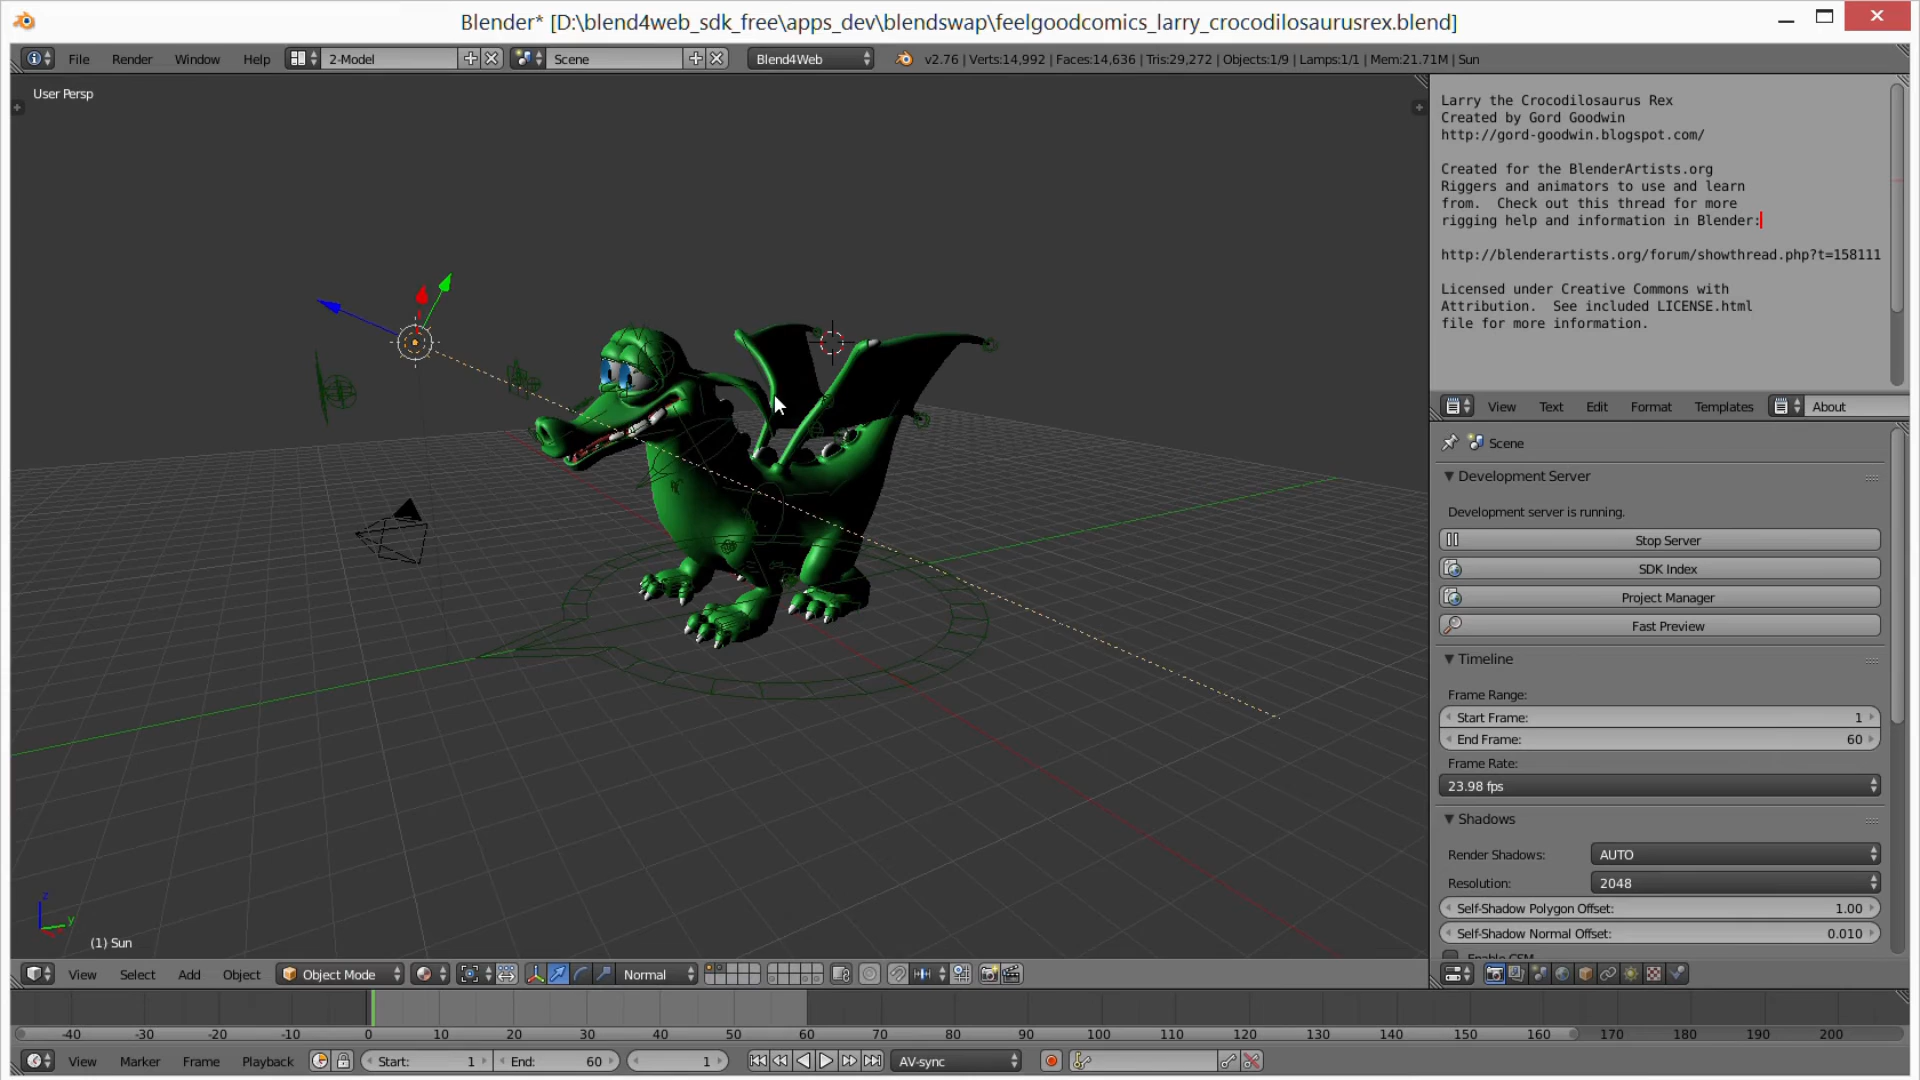 Blender* [D:\blend4web_sdk_free\apps_dev\blendswap\feelgoodcomics_larry_crocodilosaurusrex.blend]
File Render Window Help 2-Model Scene Blend4Web v2.76 | Verts:14,992 | Faces:14,636 | Tris:29,272 | Objects:1/9 | Lamps:1/1 | Mem:21.71M | Sun
User Persp
Larry the Crocodilosaurus Rex
Created by Gord Goodwin
http://gord-goodwin.blogspot.com/
Created for the BlenderArtists.org
Riggers and animators to use and learn
from.  Check out this thread for more
rigging help and information in Blender:
http://blenderartists.org/forum/showthread.php?t=158111
Licensed under Creative Commons with
Attribution.  See included LICENSE.html
file for more information.
View Text Edit Format Templates About
Scene
Development Server
Development server is running.
Stop Server
SDK Index
Project Manager
Fast Preview
Timeline
Frame Range:
Start Frame: 1
End Frame: 60
Frame Rate:
23.98 fps
Shadows
Render Shadows: AUTO
Resolution: 2048
Self-Shadow Polygon Offset: 1.00
Self-Shadow Normal Offset: 0.010
z
y
(1) Sun
View Select Add Object Object Mode Normal
-40 -30 -20 -10 0 10 20 30 40 50 60 70 80 90 100 110 120 130 140 150 160 170 180 190 200
View Marker Frame Playback Start: 1 End: 60 1 AV-sync